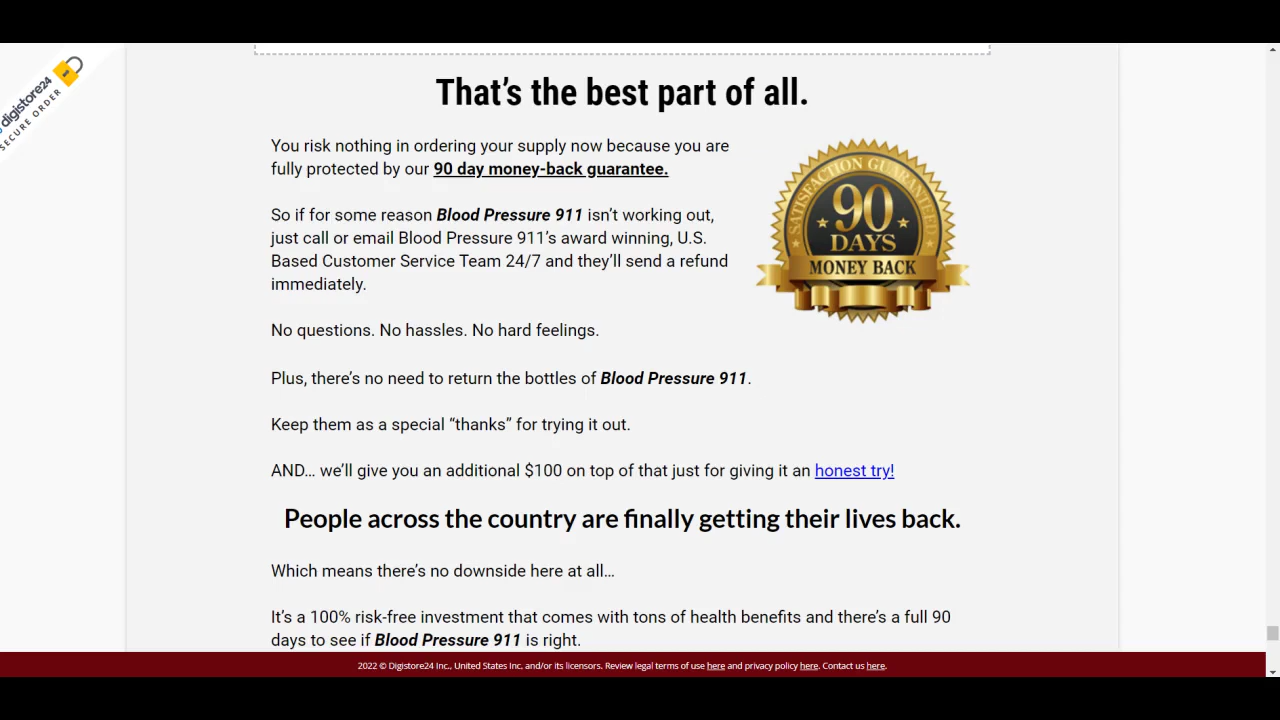 digistore24
SECURE ORDER
That's the best part of all.
You risk nothing in ordering your supply now because you are
fully protected by our 90 day money-back guarantee.
SATISFACTION GUARANTEED
90
DAYS
MONEY BACK
So if for some reason Blood Pressure 911 isn't working out,
just call or email Blood Pressure 911's award winning, U.S.
Based Customer Service Team 24/7 and they'll send a refund
immediately.
No questions. No hassles. No hard feelings.
Plus, there's no need to return the bottles of Blood Pressure 911.
Keep them as a special “thanks” for trying it out.
AND... we'll give you an additional $100 on top of that just for giving it an honest try!
People across the country are finally getting their lives back.
Which means there's no downside here at all...
It's a 100% risk-free investment that comes with tons of health benefits and there's a full 90
days to see if Blood Pressure 911 is right.
2022 © Digistore24 Inc., United States Inc, and/or its licensors. Review legal terms of use here and privacy policy here. Contact us here.